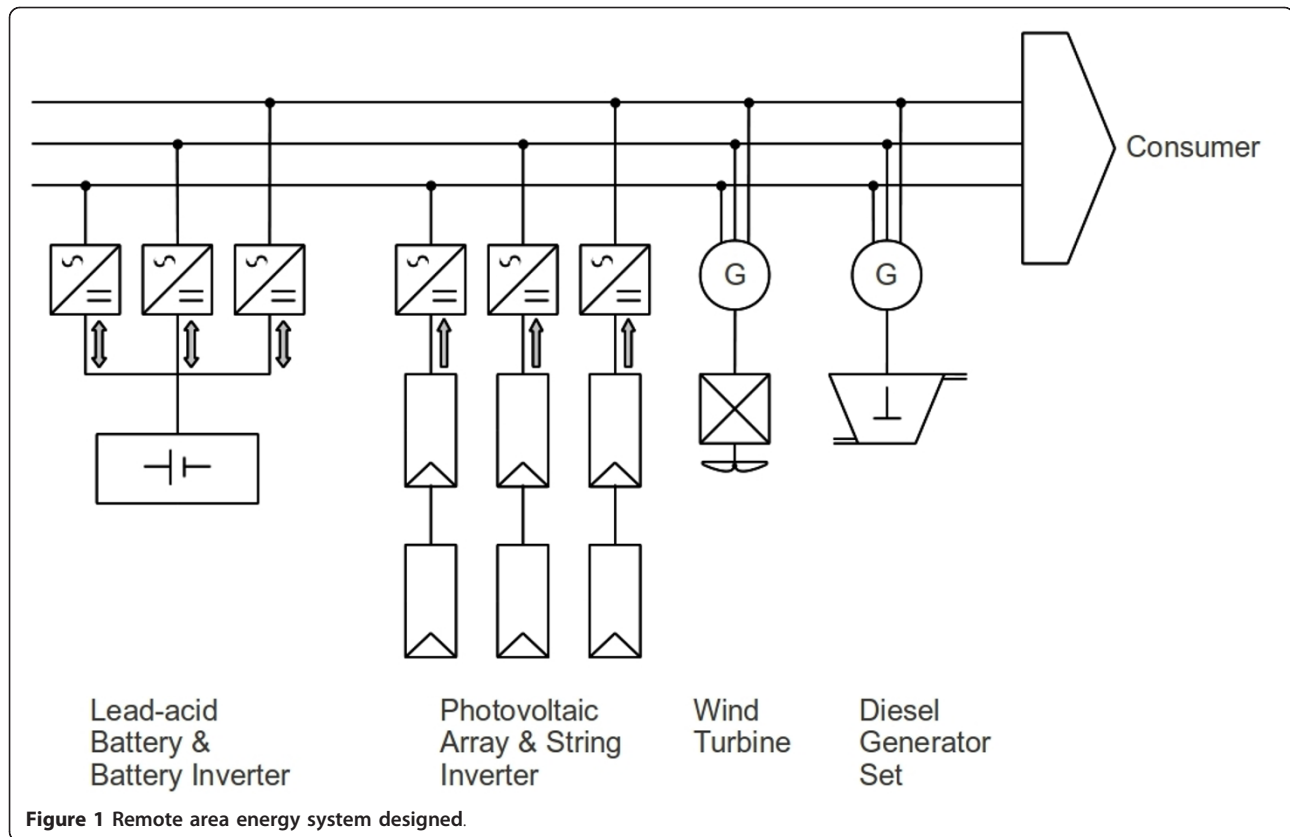 Consumer
G
G
Lead-acid
Battery &
Battery Inverter
Photovoltaic
Array & String
Inverter
Wind
Turbine
Diesel
Generator
Set
Figure 1 Remote area energy system designed.